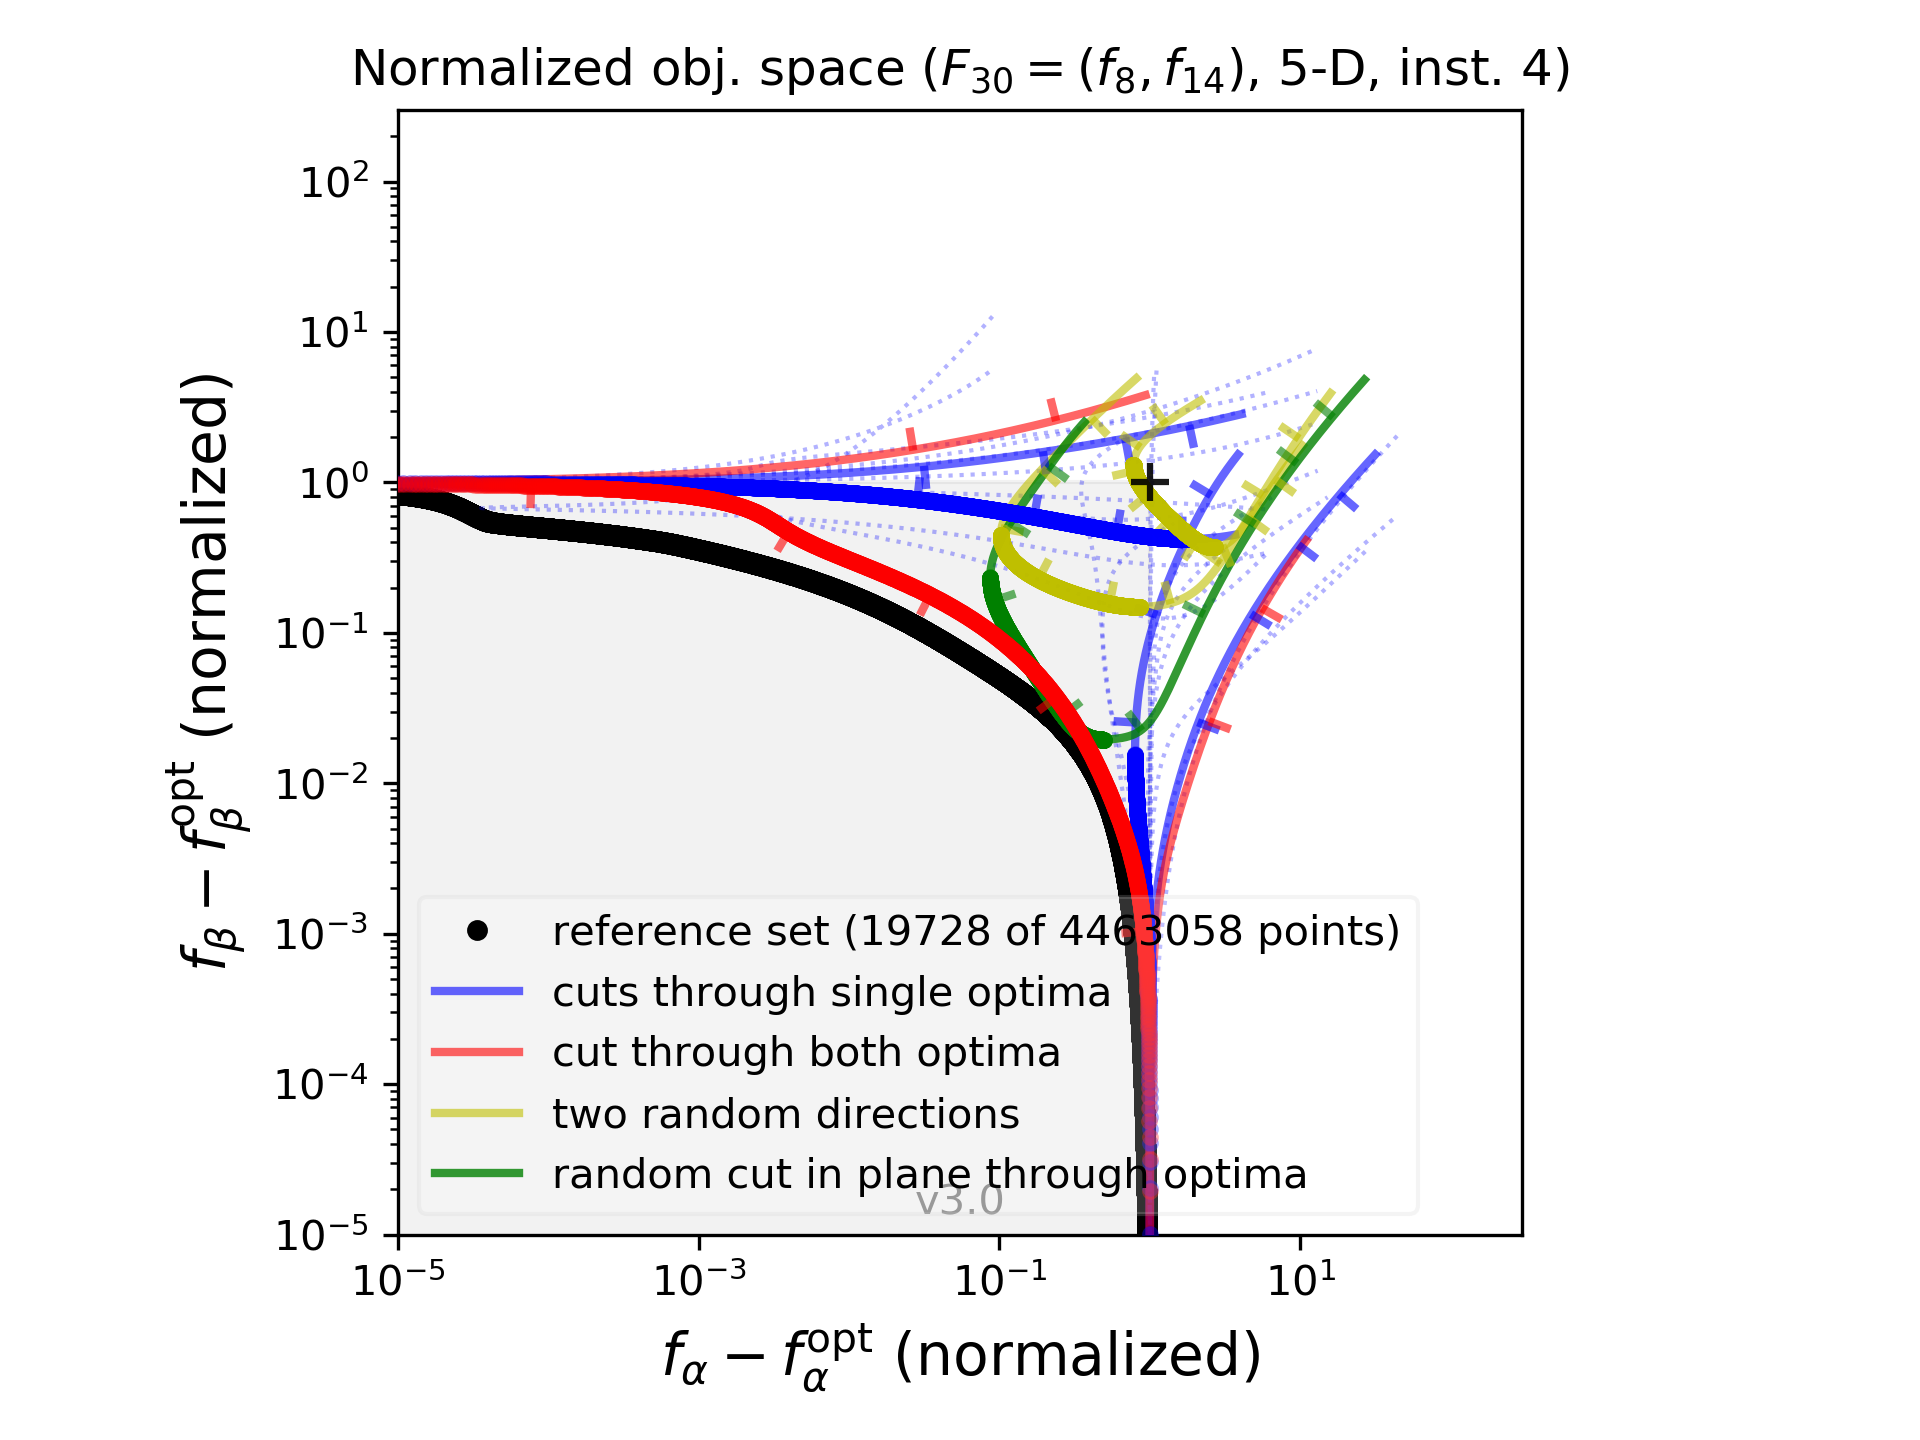 Normalized obj. space (F₃₀ = (f₈, f₁₄), 5-D, inst. 4)
10²
10¹
10⁰
10⁻¹
10⁻²
10⁻³
10⁻⁴
10⁻⁵
f_β − f_β^opt (normalized)
reference set (19728 of 4463058 points)
cuts through single optima
cut through both optima
two random directions
random cut in plane through optima
v3.0
10⁻⁵ 10⁻³ 10⁻¹ 10¹
f_α − f_α^opt (normalized)